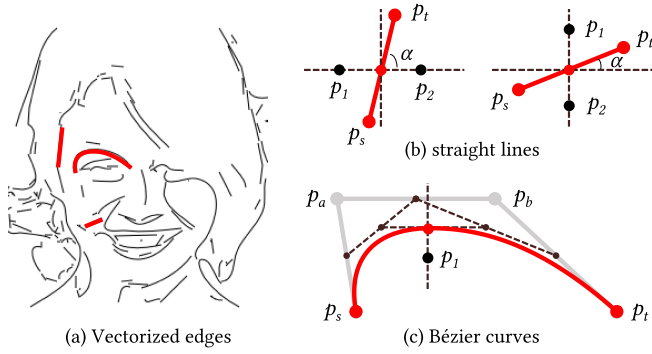 p_t
α
p_1
p_2
p_s
p_1
p_t
α
p_s
p_2
(b) straight lines
p_a
p_b
p_1
p_s
p_t
(a) Vectorized edges
(c) Bézier curves